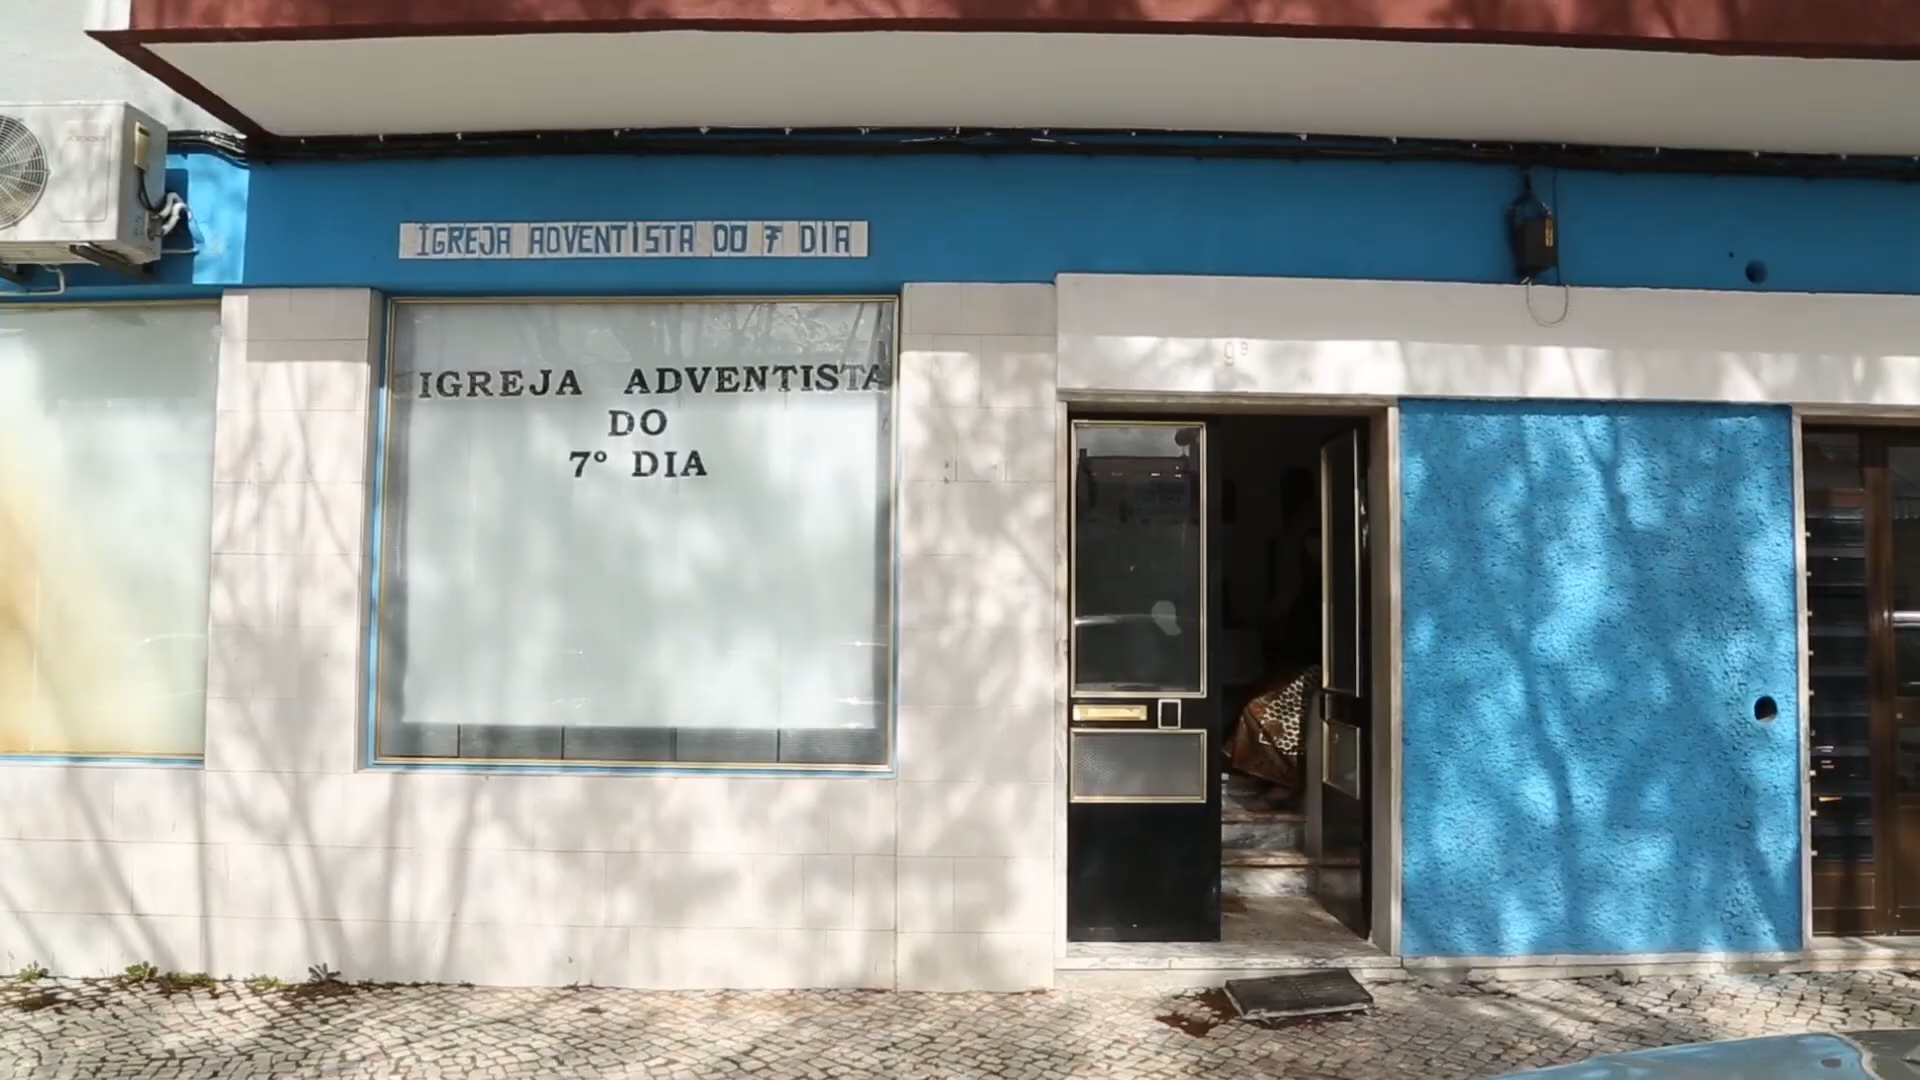 IGREJA ADVENTISTA DO 7 DIA
IGREJA ADVENTISTA
DO
7º DIA